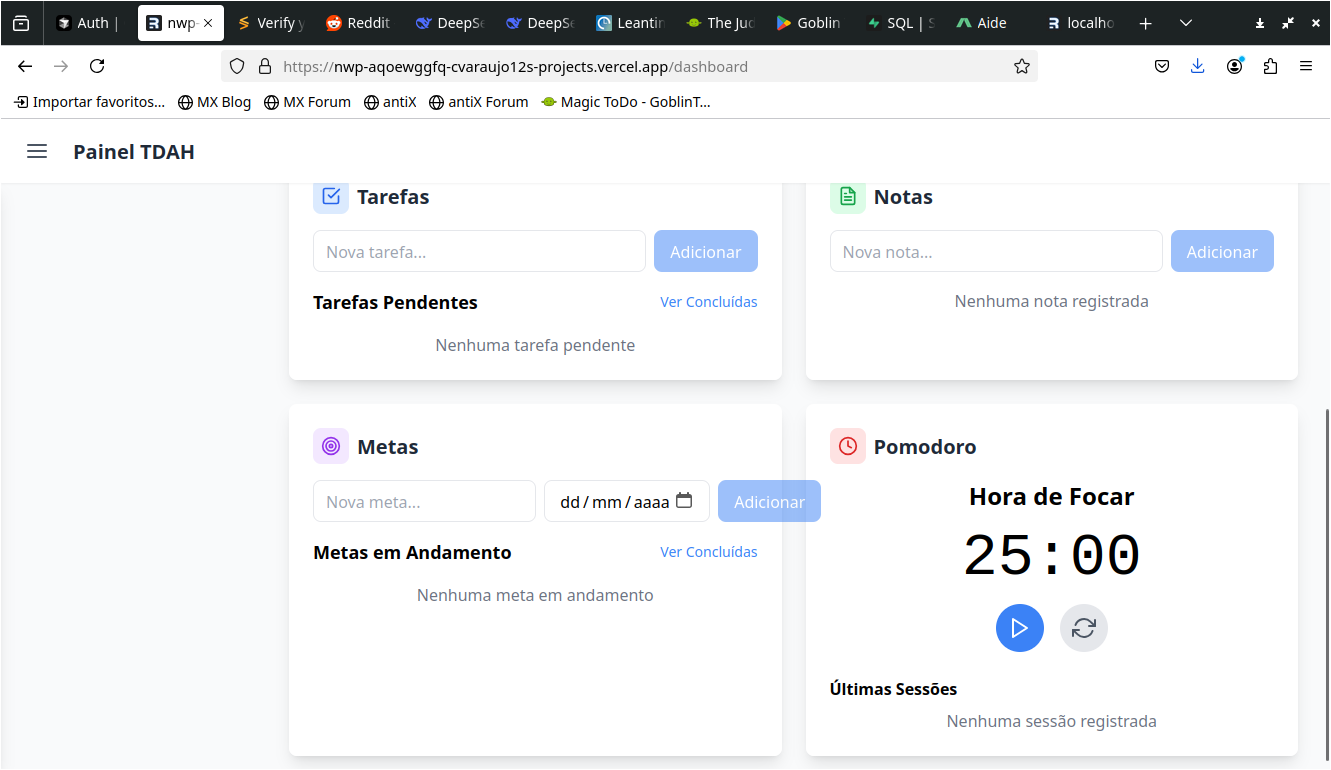 Auth |
nwp-
Verify y
Reddit
DeepSe
DeepSe
Leantin
The Jud
Goblin
SQL | S
Aide
localho
https://nwp-aqoewggfq-cvaraujo12s-projects.vercel.app/dashboard
Importar favoritos...
MX Blog
MX Forum
antiX
antiX Forum
Magic ToDo - GoblinT...
Painel TDAH
Tarefas
Nova tarefa...
Adicionar
Tarefas Pendentes
Ver Concluídas
Nenhuma tarefa pendente
Notas
Nova nota...
Adicionar
Nenhuma nota registrada
Metas
Nova meta...
dd/mm/aaaa
Adicionar
Metas em Andamento
Ver Concluídas
Nenhuma meta em andamento
Pomodoro
Hora de Focar
25:00
Últimas Sessões
Nenhuma sessão registrada